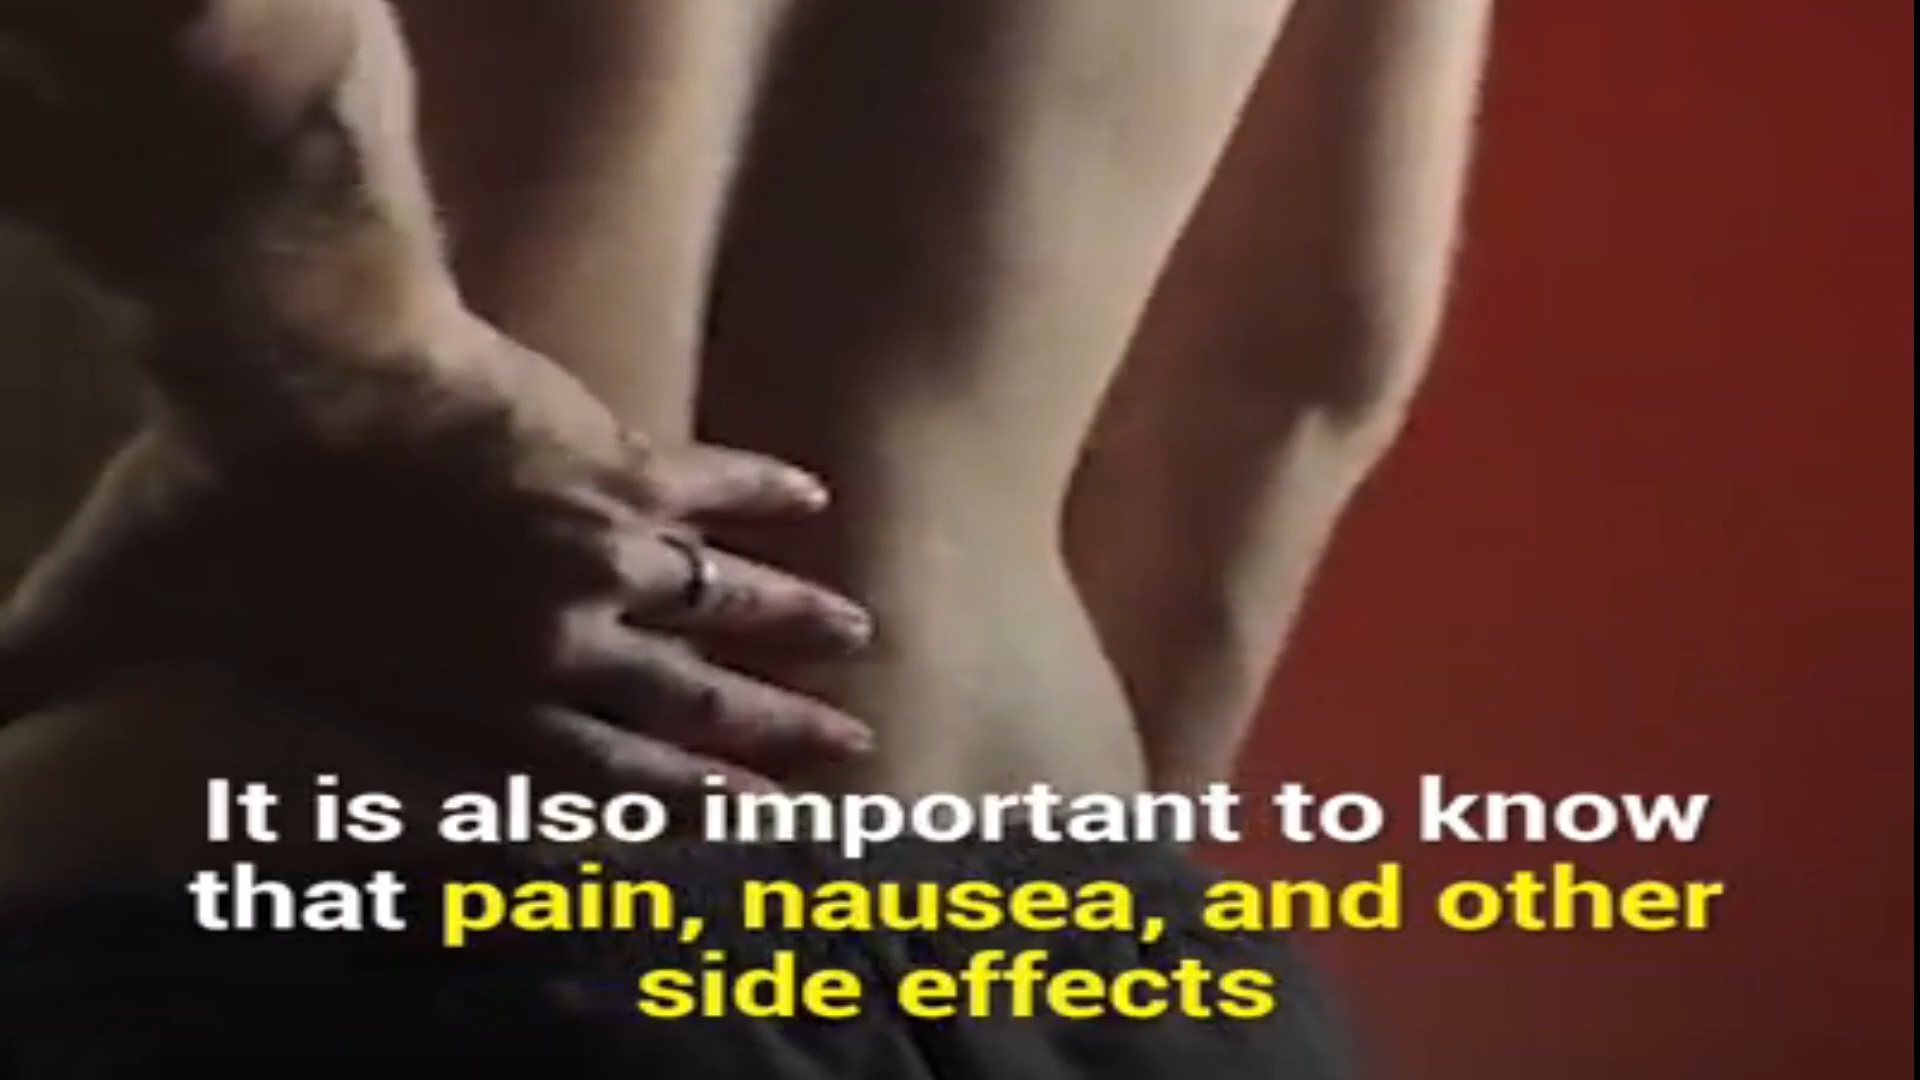 It is also important to know
that pain, nausea, and other
side effects